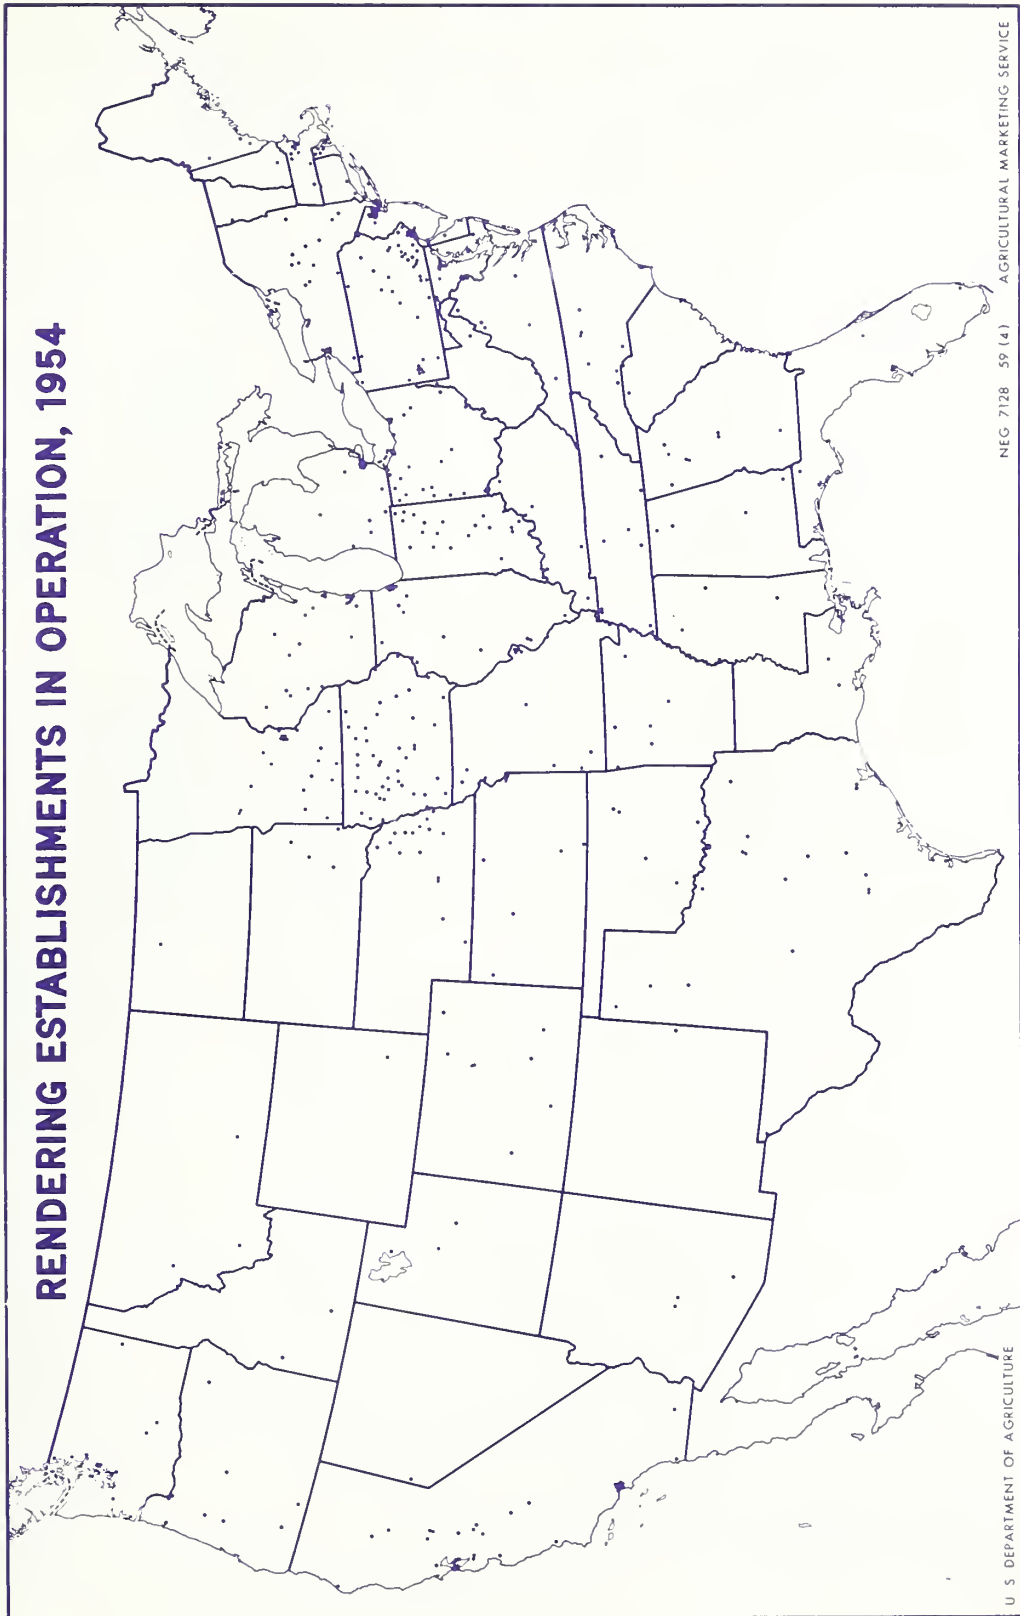 RENDERING ESTABLISHMENTS IN OPERATION, 1954
U S DEPARTMENT OF AGRICULTURE
NEG 7128 59 (4) AGRICULTURAL MARKETING SERVICE